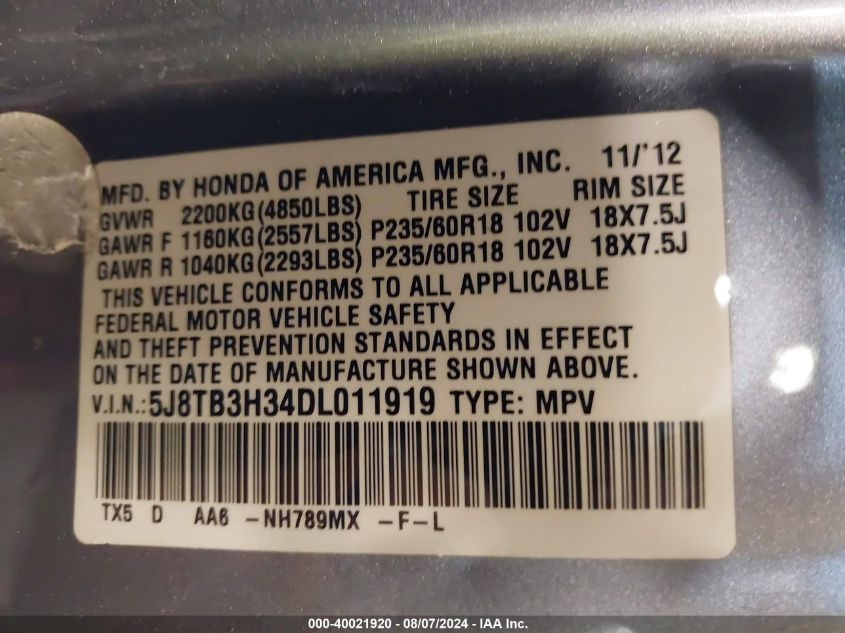 MFD. BY HONDA OF AMERICA MFG., INC. 11/'12
GVWR 2200KG(4850LBS) TIRE SIZE RIM SIZE
GAWR F 1160KG(2557LBS) P235/60R18 102V 18X7.5J
GAWR R 1040KG(2293LBS) P235/60R18 102V 18X7.5J
THIS VEHICLE CONFORMS TO ALL APPLICABLE
FEDERAL MOTOR VEHICLE SAFETY
AND THEFT PREVENTION STANDARDS IN EFFECT
ON THE DATE OF MANUFACTURE SHOWN ABOVE.
V.I.N.:5J8TB3H34DL011919 TYPE: MPV
TX5 D AA6 -NH789MX -F-L
000-40021920 - 08/07/2024 - IAA Inc.